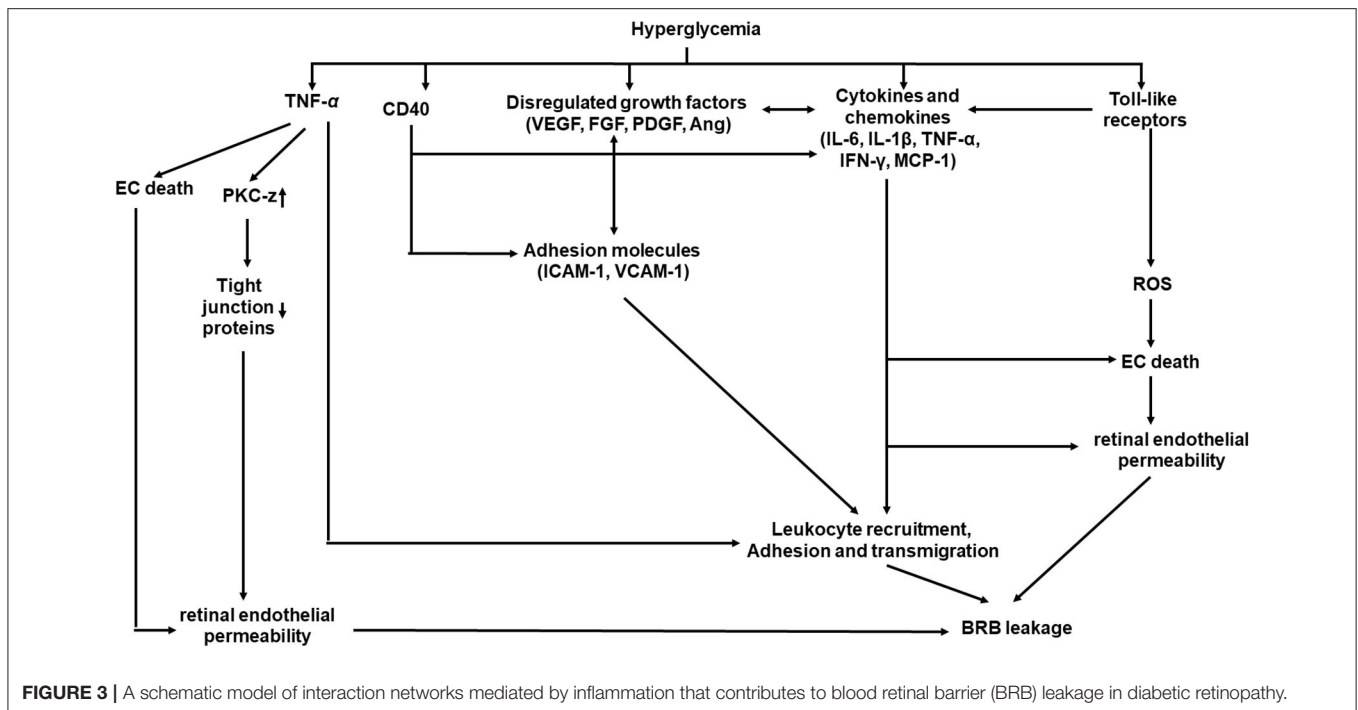 Hyperglycemia
TNF-α
CD40
Disregulated growth factors
(VEGF, FGF, PDGF, Ang)
Cytokines and
chemokines
(IL-6, IL-1β, TNF-α,
IFN-γ, MCP-1)
Toll-like
receptors
EC death
PKC-z↑
Adhesion molecules
(ICAM-1, VCAM-1)
Tight
junction ↓
proteins
ROS
EC death
retinal endothelial
permeability
Leukocyte recruitment,
Adhesion and transmigration
retinal endothelial
permeability
BRB leakage
FIGURE 3 | A schematic model of interaction networks mediated by inflammation that contributes to blood retinal barrier (BRB) leakage in diabetic retinopathy.